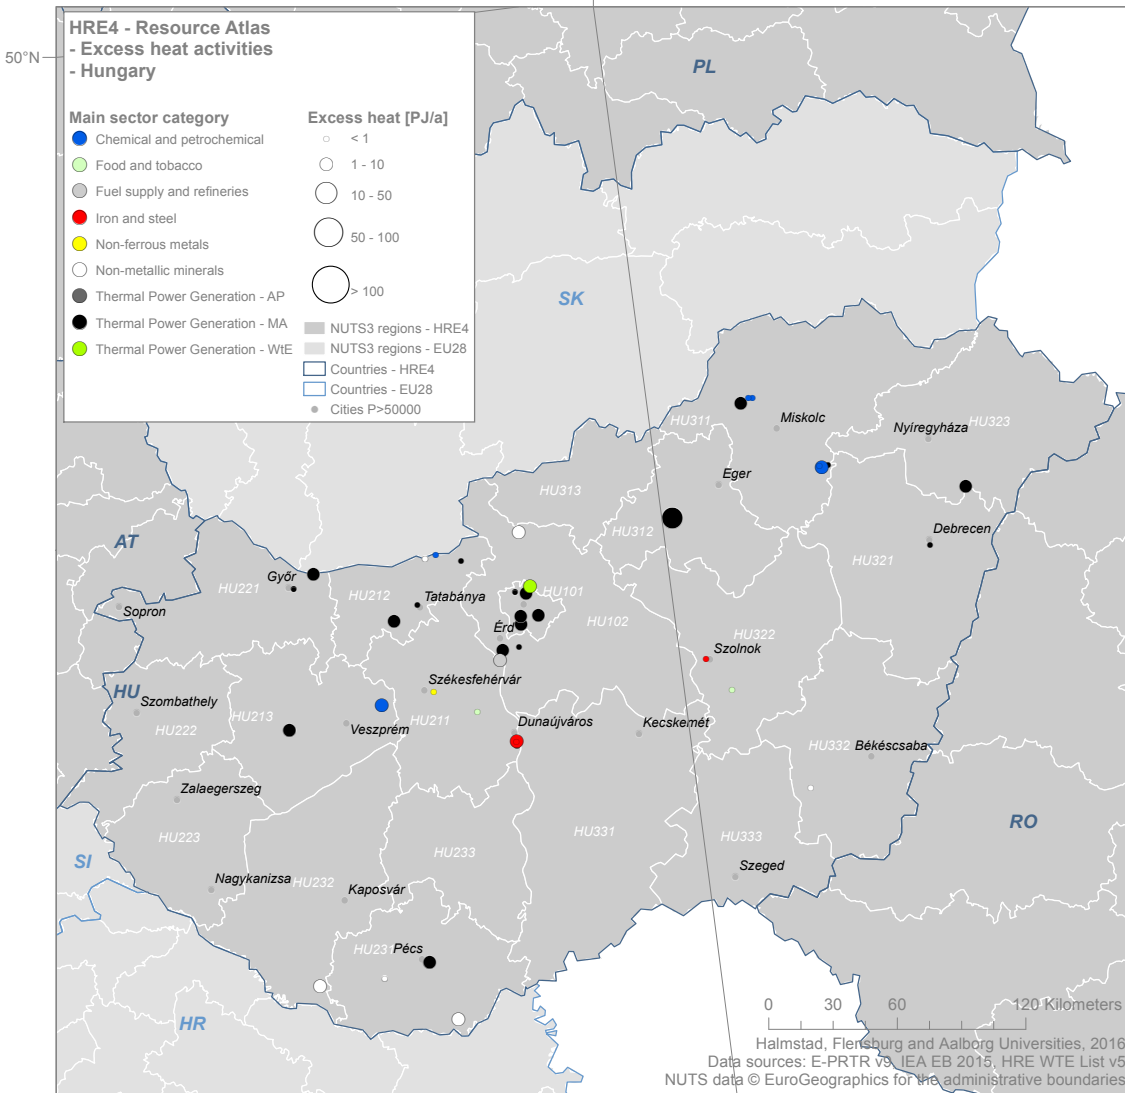 HRE4 - Resource Atlas
- Excess heat activities
- Hungary
50°N
Main sector category
Chemical and petrochemical
Food and tobacco
Fuel supply and refineries
Iron and steel
Non-ferrous metals
Non-metallic minerals
Thermal Power Generation - AP
Thermal Power Generation - MA
Thermal Power Generation - WtE
Excess heat [PJ/a]
< 1
1 - 10
10 - 50
50 - 100
> 100
NUTS3 regions - HRE4
NUTS3 regions - EU28
Countries - HRE4
Countries - EU28
Cities P>50000
PL
SK
HU311
Miskolc
Nyíregyháza
HU323
Eger
HU313
HU312
Debrecen
HU321
AT
Győr
HU221
HU212
Tatabánya
HU101
Sopron
Érd
HU102
HU322
Szolnok
HU
Szombathely
HU222
HU213
Veszprém
Székesfehérvár
HU211
Dunaújváros
Kecskemét
HU332
Békéscsaba
Zalaegerszeg
HU223
HU233
HU331
HU333
RO
SI
Nagykanizsa
HU232
Kaposvár
Szeged
HU231
Pécs
HR
0 30 60 120 Kilometers
Halmstad, Flensburg and Aalborg Universities, 2016
Data sources: E-PRTR v9, IEA EB 2015, HRE WTE List v5
NUTS data © EuroGeographics for the administrative boundaries